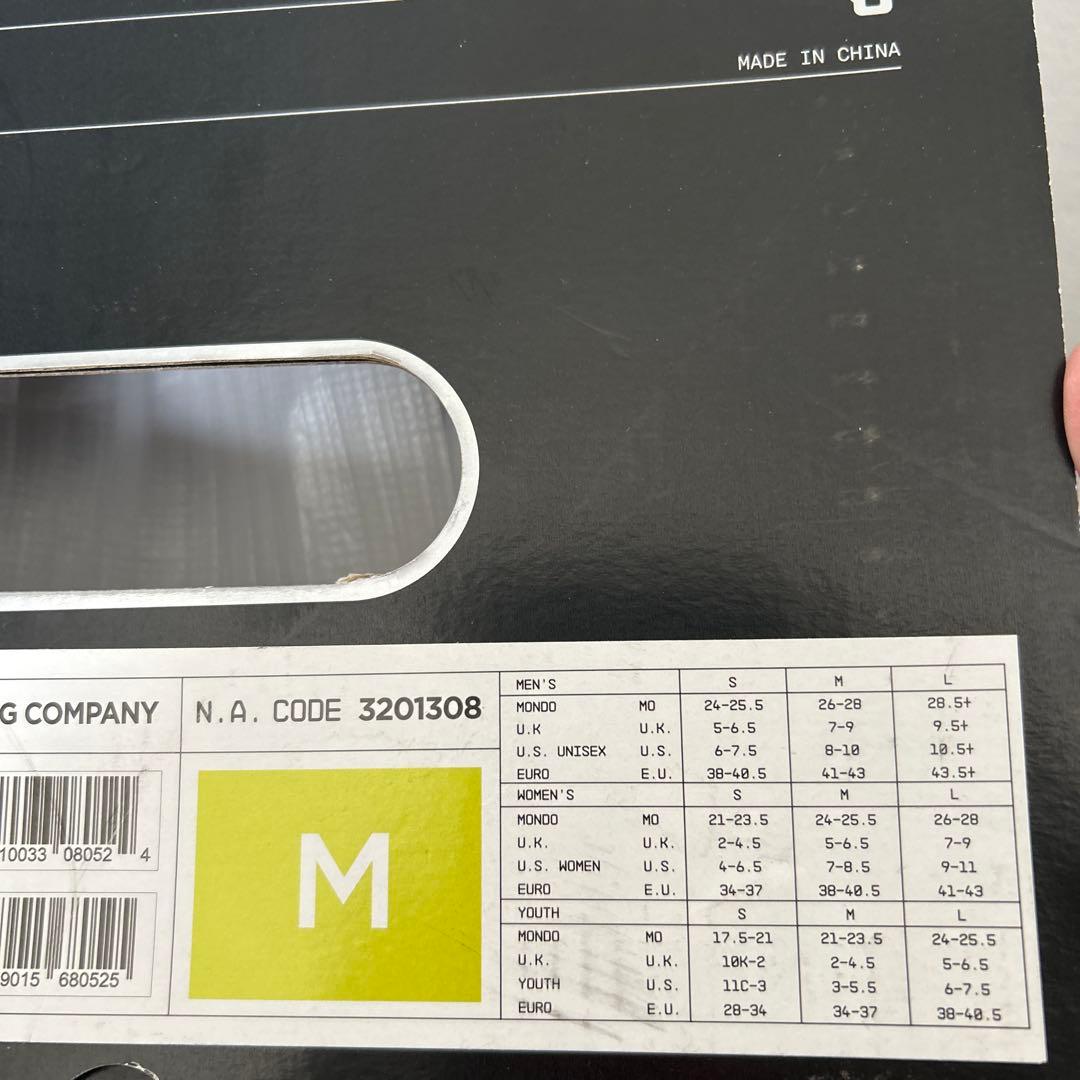 MADE IN CHINA
G COMPANY
N.A. CODE 3201308
10033 08052 4
9015 680525
M
MEN'S S M L
MONDO MO 24-25.5 26-28 28.5+
U.K U.K. 5-6.5 7-9 9.5+
U.S. UNISEX U.S. 6-7.5 8-10 10.5+
EURO E.U. 38-40.5 41-43 43.5+
WOMEN'S S M L
MONDO MO 21-23.5 24-25.5 26-28
U.K. U.K. 2-4.5 5-6.5 7-9
U.S. WOMEN U.S. 4-6.5 7-8.5 9-11
EURO E.U. 34-37 38-40.5 41-43
YOUTH S M L
MONDO MO 17.5-21 21-23.5 24-25.5
U.K. U.K. 10K-2 2-4.5 5-6.5
YOUTH U.S. 11C-3 3-5.5 6-7.5
EURO E.U. 28-34 34-37 38-40.5